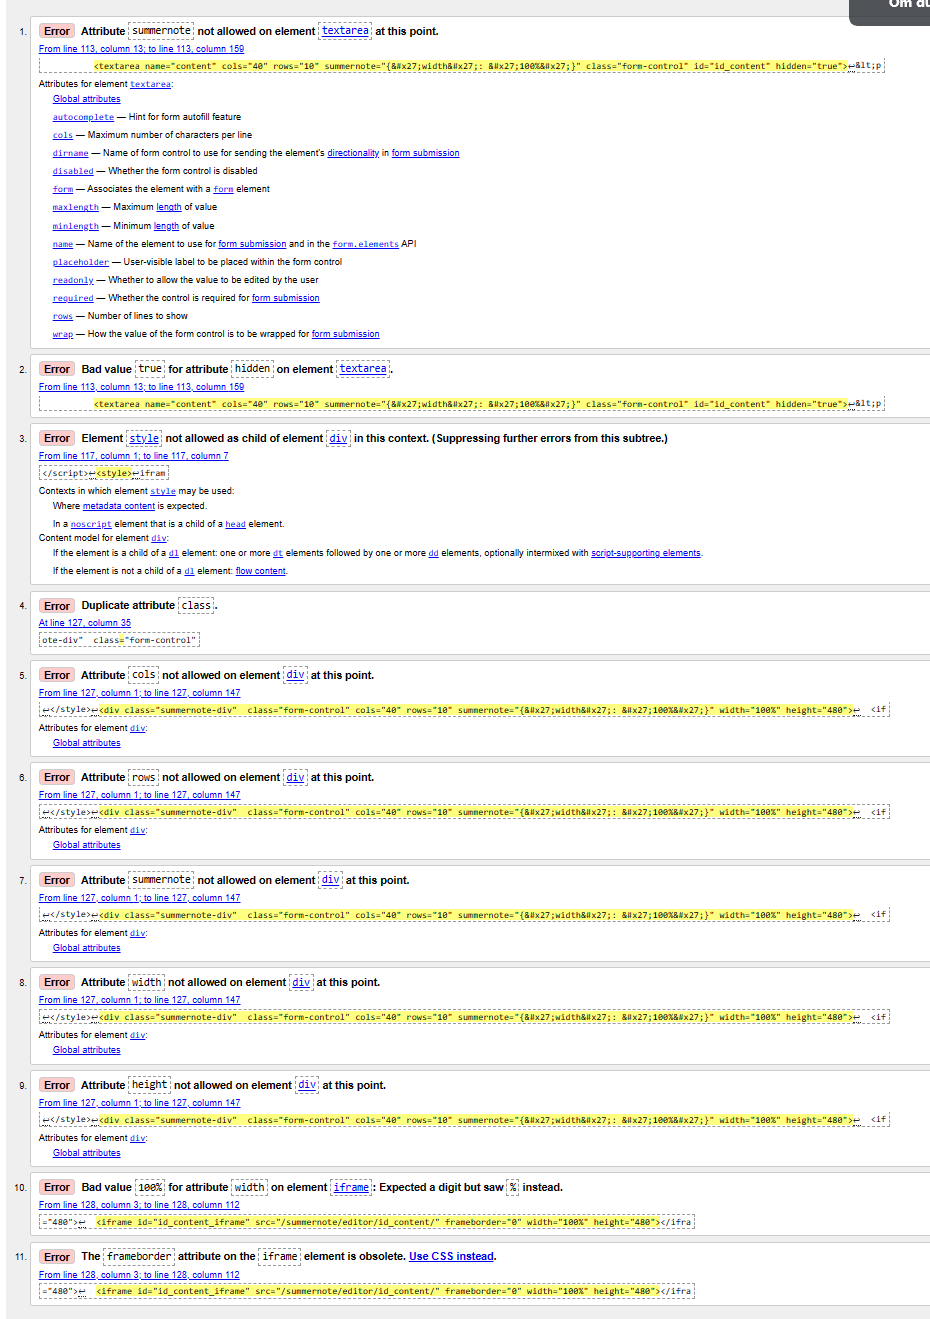 Om du
1. Error Attribute summernote not allowed on element textarea at this point.
From line 113, column 13; to line 113, column 159
<textarea name="content" cols="40" rows="10" summernote="{&#x27;width&#x27;: &#x27;100%&#x27;}" class="form-control" id="id_content" hidden="true">↩&lt;p
Attributes for element textarea:
Global attributes
autocomplete — Hint for form autofill feature
cols — Maximum number of characters per line
dirname — Name of form control to use for sending the element's directionality in form submission
disabled — Whether the form control is disabled
form — Associates the element with a form element
maxlength — Maximum length of value
minlength — Minimum length of value
name — Name of the element to use for form submission and in the form.elements API
placeholder — User-visible label to be placed within the form control
readonly — Whether to allow the value to be edited by the user
required — Whether the control is required for form submission
rows — Number of lines to show
wrap — How the value of the form control is to be wrapped for form submission
2. Error Bad value true for attribute hidden on element textarea.
From line 113, column 13; to line 113, column 159
<textarea name="content" cols="40" rows="10" summernote="{&#x27;width&#x27;: &#x27;100%&#x27;}" class="form-control" id="id_content" hidden="true">↩&lt;p
3. Error Element style not allowed as child of element div in this context. (Suppressing further errors from this subtree.)
From line 117, column 1; to line 117, column 7
</script>↩<style>↩ifram
Contexts in which element style may be used:
Where metadata content is expected.
In a noscript element that is a child of a head element.
Content model for element div:
If the element is a child of a dl element: one or more dt elements followed by one or more dd elements, optionally intermixed with script-supporting elements.
If the element is not a child of a dl element: flow content.
4. Error Duplicate attribute class.
At line 127, column 35
ote-div"  class="form-control"
5. Error Attribute cols not allowed on element div at this point.
From line 127, column 1; to line 127, column 147
↩</style>↩<div class="summernote-div"  class="form-control" cols="40" rows="10" summernote="{&#x27;width&#x27;: &#x27;100%&#x27;}" width="100%" height="480">↩  <if
Attributes for element div:
Global attributes
6. Error Attribute rows not allowed on element div at this point.
From line 127, column 1; to line 127, column 147
↩</style>↩<div class="summernote-div"  class="form-control" cols="40" rows="10" summernote="{&#x27;width&#x27;: &#x27;100%&#x27;}" width="100%" height="480">↩  <if
Attributes for element div:
Global attributes
7. Error Attribute summernote not allowed on element div at this point.
From line 127, column 1; to line 127, column 147
↩</style>↩<div class="summernote-div"  class="form-control" cols="40" rows="10" summernote="{&#x27;width&#x27;: &#x27;100%&#x27;}" width="100%" height="480">↩  <if
Attributes for element div:
Global attributes
8. Error Attribute width not allowed on element div at this point.
From line 127, column 1; to line 127, column 147
↩</style>↩<div class="summernote-div"  class="form-control" cols="40" rows="10" summernote="{&#x27;width&#x27;: &#x27;100%&#x27;}" width="100%" height="480">↩  <if
Attributes for element div:
Global attributes
9. Error Attribute height not allowed on element div at this point.
From line 127, column 1; to line 127, column 147
↩</style>↩<div class="summernote-div"  class="form-control" cols="40" rows="10" summernote="{&#x27;width&#x27;: &#x27;100%&#x27;}" width="100%" height="480">↩  <if
Attributes for element div:
Global attributes
10. Error Bad value 100% for attribute width on element iframe: Expected a digit but saw % instead.
From line 128, column 3; to line 128, column 112
="480">↩  <iframe id="id_content_iframe" src="/summernote/editor/id_content/" frameborder="0" width="100%" height="480"></ifra
11. Error The frameborder attribute on the iframe element is obsolete. Use CSS instead.
From line 128, column 3; to line 128, column 112
="480">↩  <iframe id="id_content_iframe" src="/summernote/editor/id_content/" frameborder="0" width="100%" height="480"></ifra